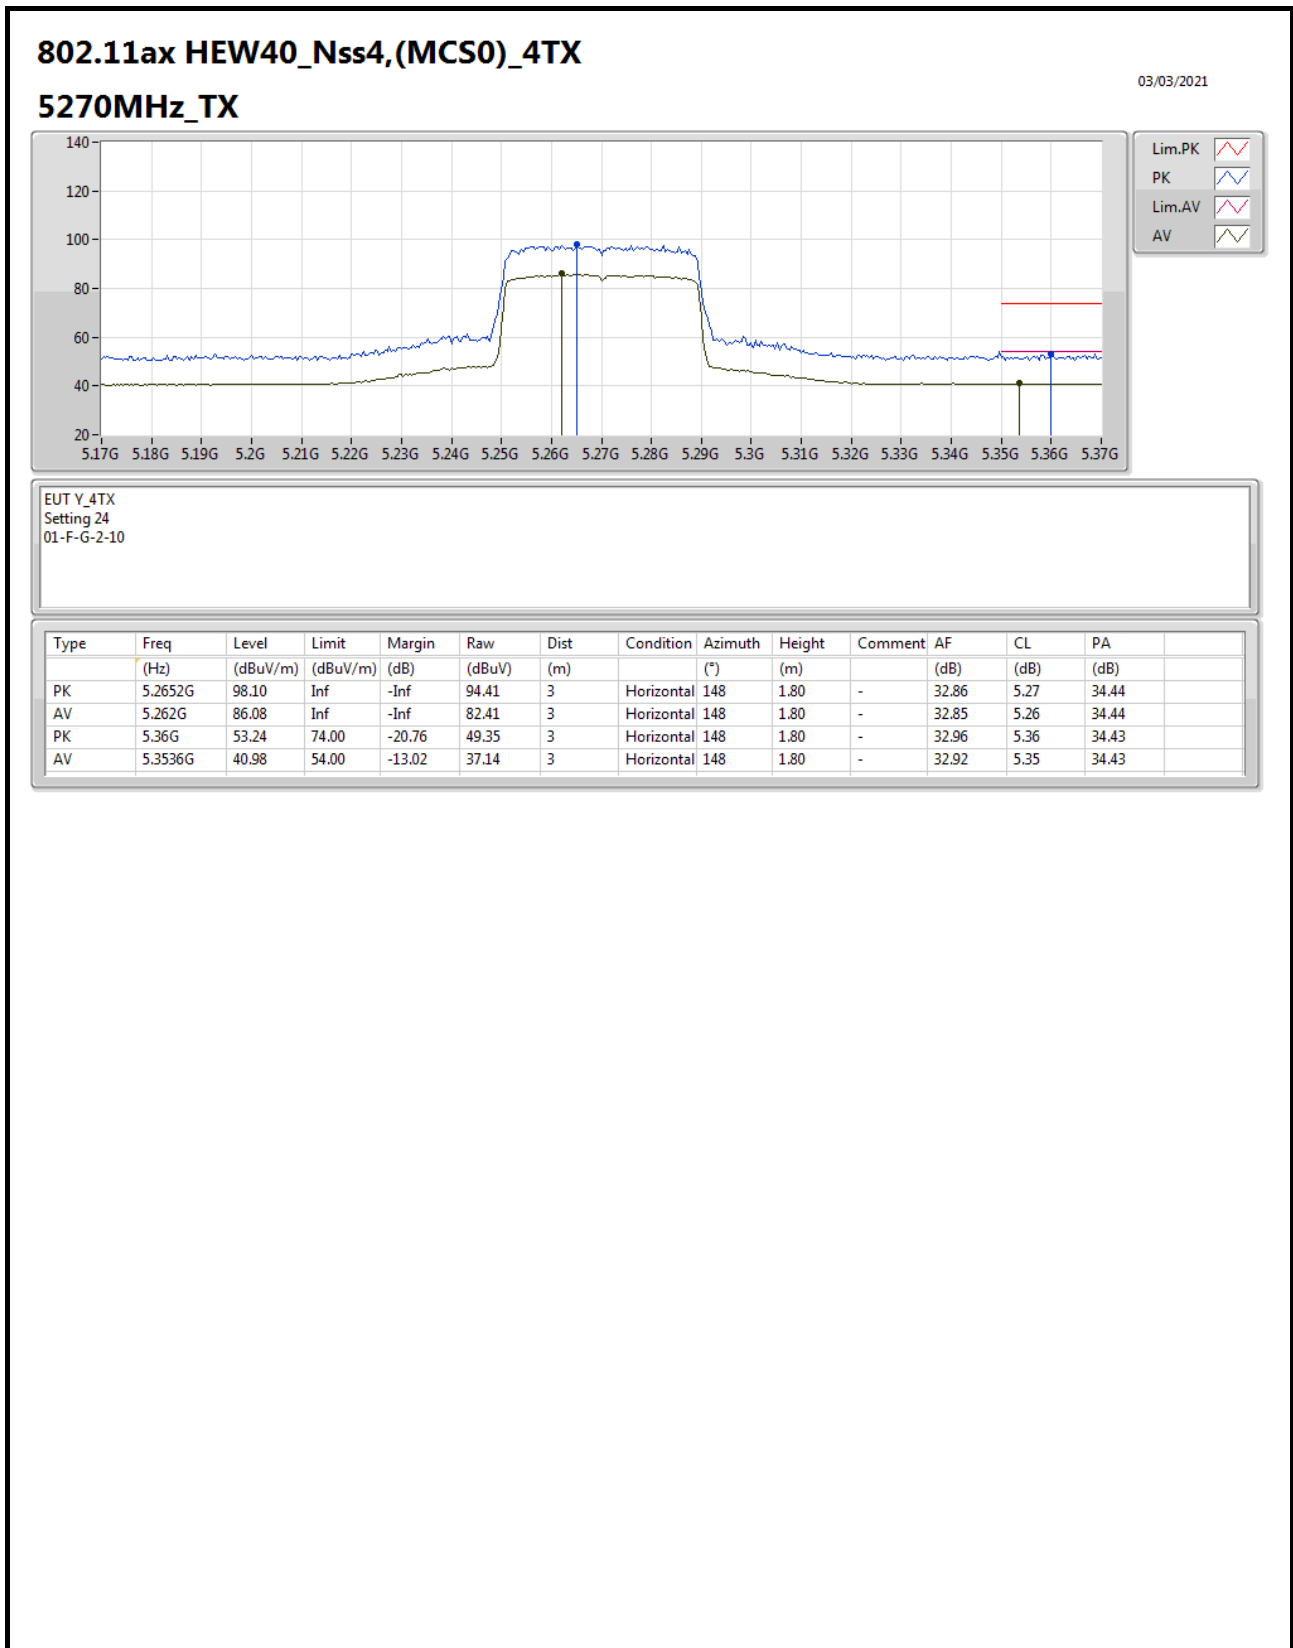 802.11ax HEW40_Nss4,(MCS0)_4TX
03/03/2021
5270MHz_TX
140
120
100
80
60
40
20
5.17G 5.18G 5.19G 5.2G 5.21G 5.22G 5.23G 5.24G 5.25G 5.26G 5.27G 5.28G 5.29G 5.3G 5.31G 5.32G 5.33G 5.34G 5.35G 5.36G 5.37G
Lim.PK
PK
Lim.AV
AV
EUT Y_4TX
Setting 24
01-F-G-2-10
Type Freq Level Limit Margin Raw Dist Condition Azimuth Height Comment AF CL PA
(Hz) (dBuV/m) (dBuV/m) (dB) (dBuV) (m) (°) (m) (dB) (dB) (dB)
PK 5.2652G 98.10 Inf -Inf 94.41 3 Horizontal 148 1.80 - 32.86 5.27 34.44
AV 5.262G 86.08 Inf -Inf 82.41 3 Horizontal 148 1.80 - 32.85 5.26 34.44
PK 5.36G 53.24 74.00 -20.76 49.35 3 Horizontal 148 1.80 - 32.96 5.36 34.43
AV 5.3536G 40.98 54.00 -13.02 37.14 3 Horizontal 148 1.80 - 32.92 5.35 34.43